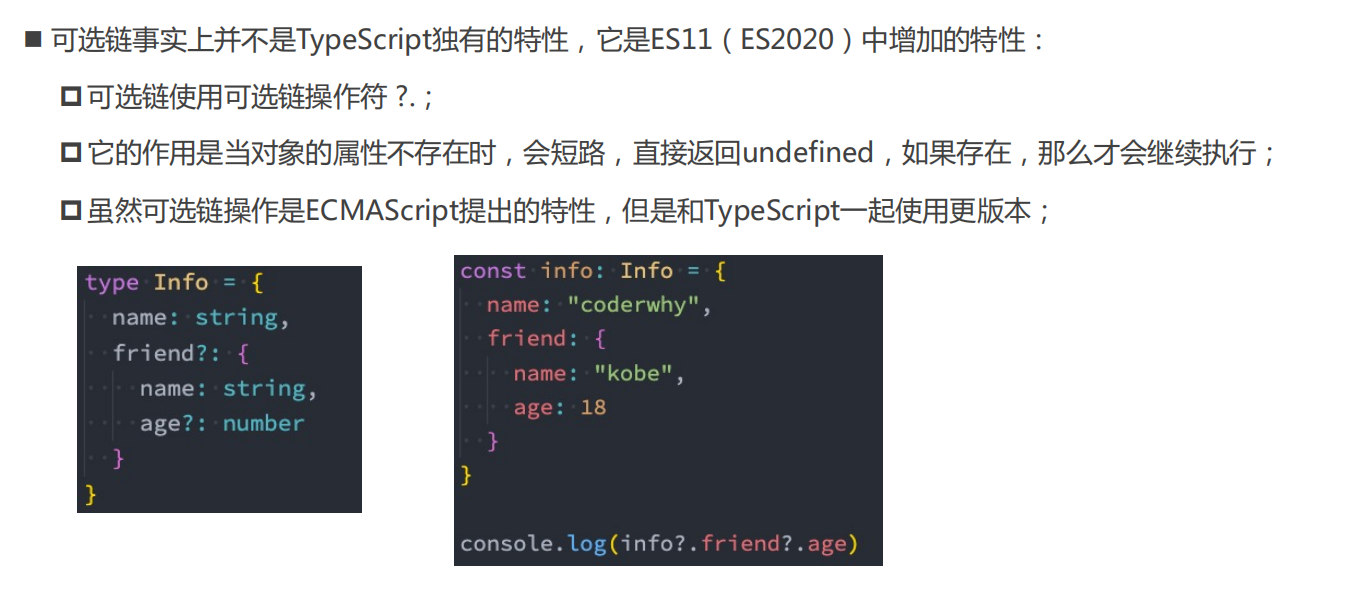 可选链事实上并不是TypeScript独有的特性，它是ES11（ES2020）中增加的特性：
可选链使用可选链操作符 ?.；
它的作用是当对象的属性不存在时，会短路，直接返回undefined，如果存在，那么才会继续执行；
虽然可选链操作是ECMAScript提出的特性，但是和TypeScript一起使用更版本；
type Info = {
  name: string,
  friend?: {
    name: string,
    age?: number
  }
}
const info: Info = {
  name: "coderwhy",
  friend: {
    name: "kobe",
    age: 18
  }
}
console.log(info?.friend?.age)